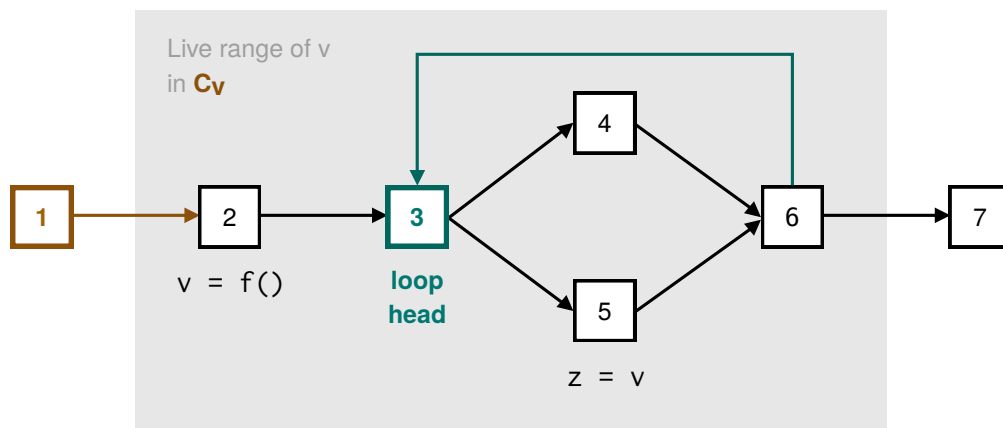 Live range of v
in Cv
4
1
2
3
6
7
v = f()
loop
head
5
z = v